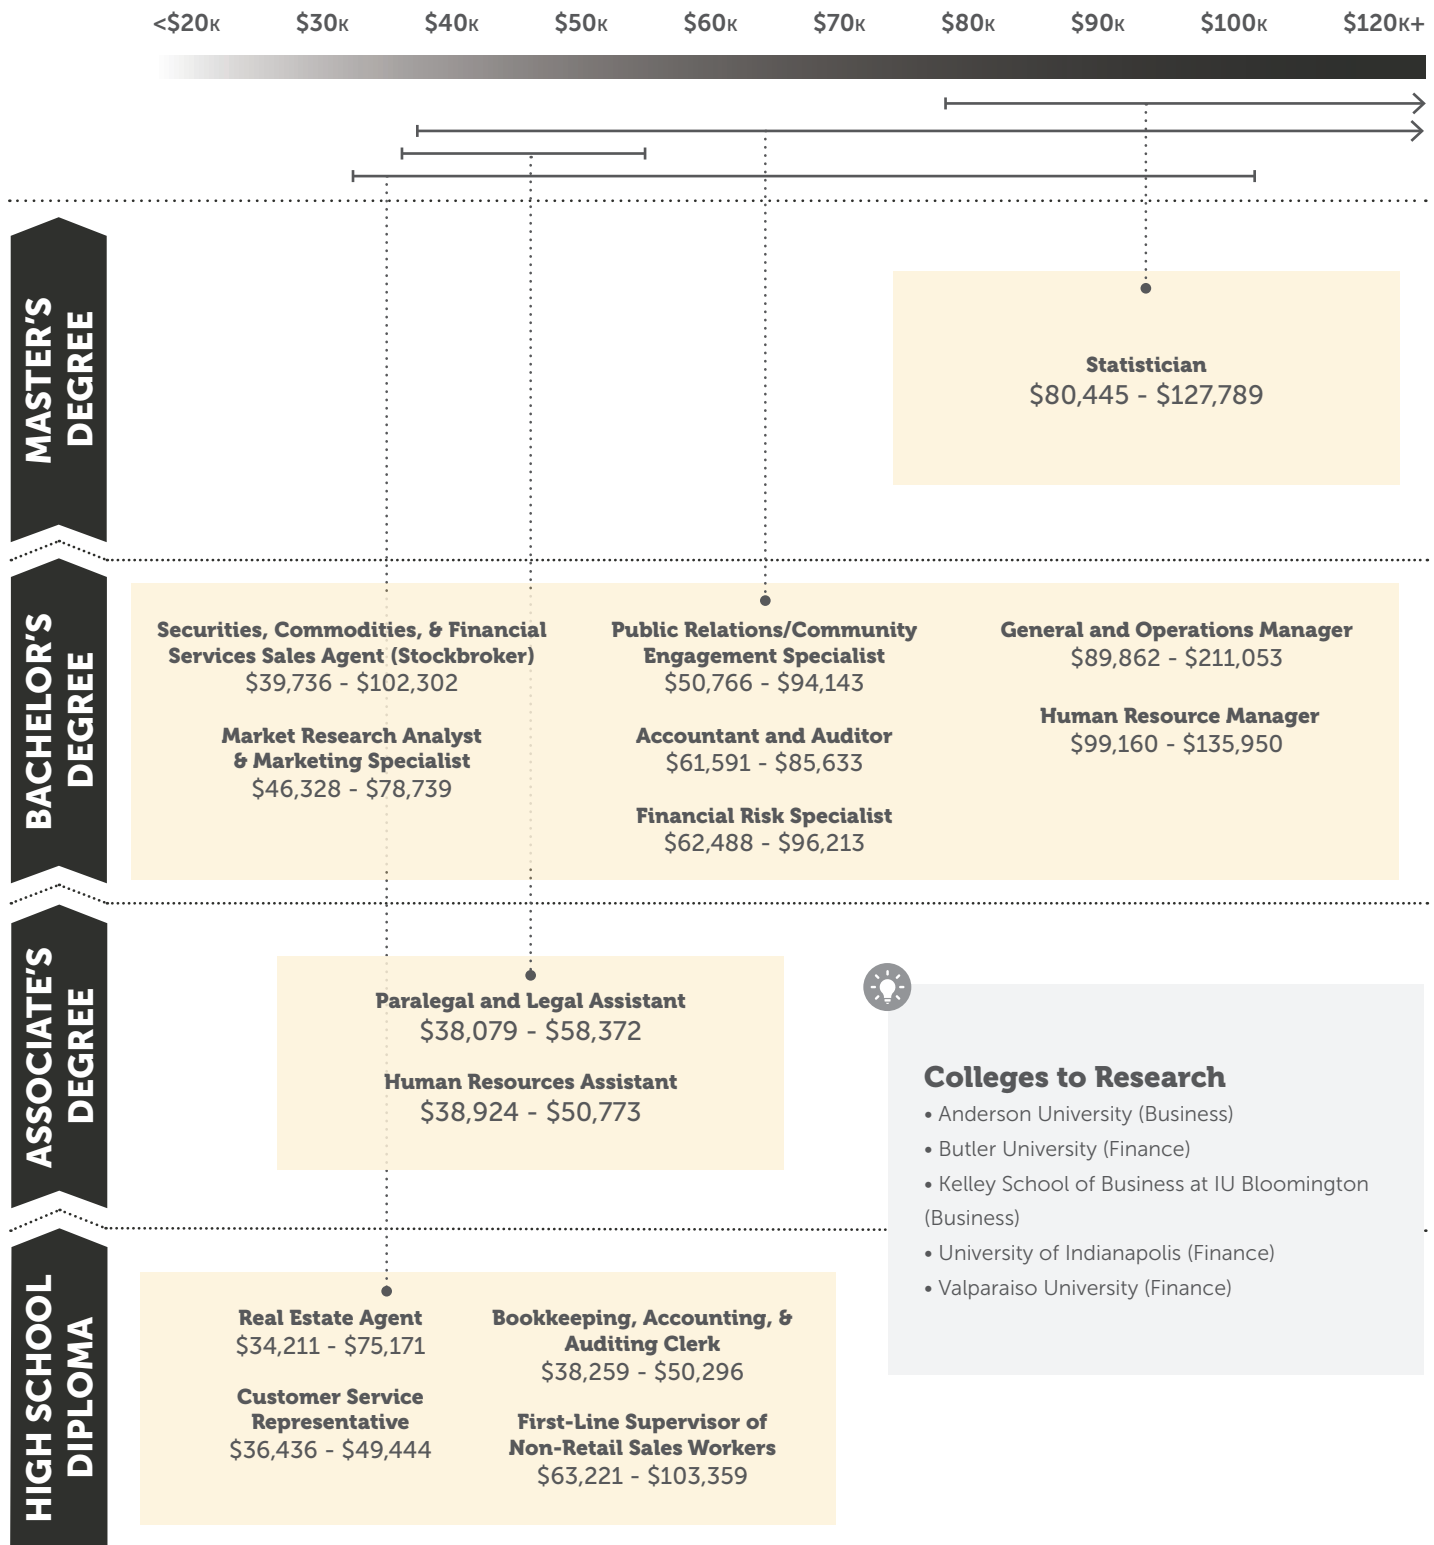 <$20K $30K $40K $50K $60K $70K $80K $90K $100K $120K+
MASTER'S
DEGREE
Statistician
$80,445 - $127,789
BACHELOR'S
DEGREE
Securities, Commodities, & Financial
Services Sales Agent (Stockbroker)
$39,736 - $102,302
Market Research Analyst
& Marketing Specialist
$46,328 - $78,739
Public Relations/Community
Engagement Specialist
$50,766 - $94,143
Accountant and Auditor
$61,591 - $85,633
Financial Risk Specialist
$62,488 - $96,213
General and Operations Manager
$89,862 - $211,053
Human Resource Manager
$99,160 - $135,950
ASSOCIATE'S
DEGREE
Paralegal and Legal Assistant
$38,079 - $58,372
Human Resources Assistant
$38,924 - $50,773
Colleges to Research
• Anderson University (Business)
• Butler University (Finance)
• Kelley School of Business at IU Bloomington
(Business)
• University of Indianapolis (Finance)
• Valparaiso University (Finance)
HIGH SCHOOL
DIPLOMA
Real Estate Agent
$34,211 - $75,171
Customer Service
Representative
$36,436 - $49,444
Bookkeeping, Accounting, &
Auditing Clerk
$38,259 - $50,296
First-Line Supervisor of
Non-Retail Sales Workers
$63,221 - $103,359